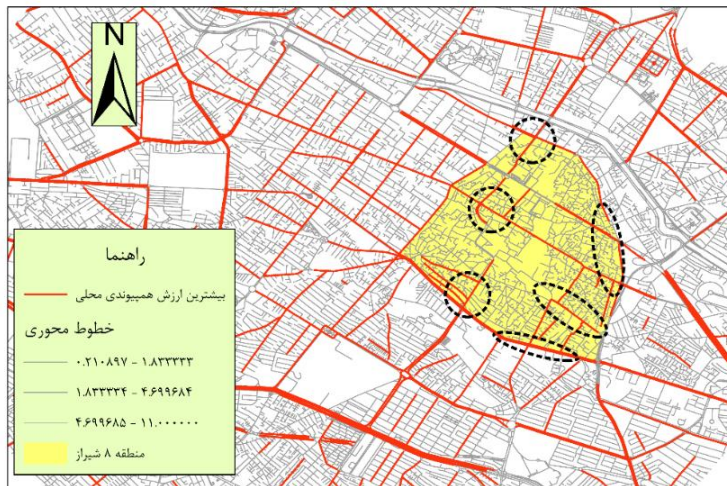 N
راهنما
بیشترین ارزش همپیوندی محلی
خطوط محوری
۰.۲۱۰۸۹۷ - ۱.۸۳۳۳۳۳
۱.۸۳۳۳۳۴ - ۴.۶۹۹۶۸۴
۴.۶۹۹۶۸۵ - ۱۱.۰۰۰۰۰۰
منطقه ۸ شیراز